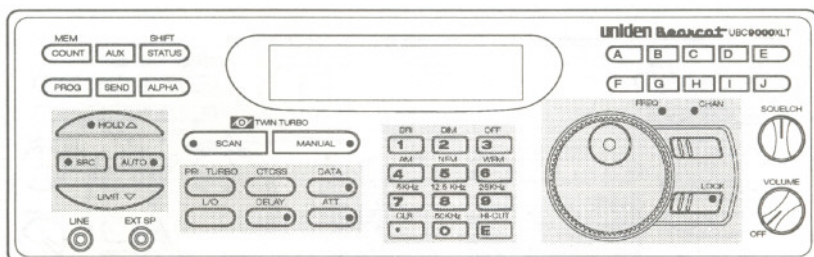 MEM SHIFT
COUNT AUX STATUS
PROG SEND ALPHA
HOLD △
SRC AUTO
LIMIT ▽
LINE EXT SP
TWIN TURBO
SCAN MANUAL
PRI TURBO CTCSS DATA
L/O DELAY ATT
PRI DIM OFF
1 2 3
AM NFM WFM
4 5 6
5KHz 12.5 KHz 25KHz
7 8 9
CLR 50KHz HI-CUT
• 0 E
uniden Bearcat UBC9000XLT
A B C D E
F G H I J
FREQ CHAN
LOCK
SQUELCH
VOLUME
OFF